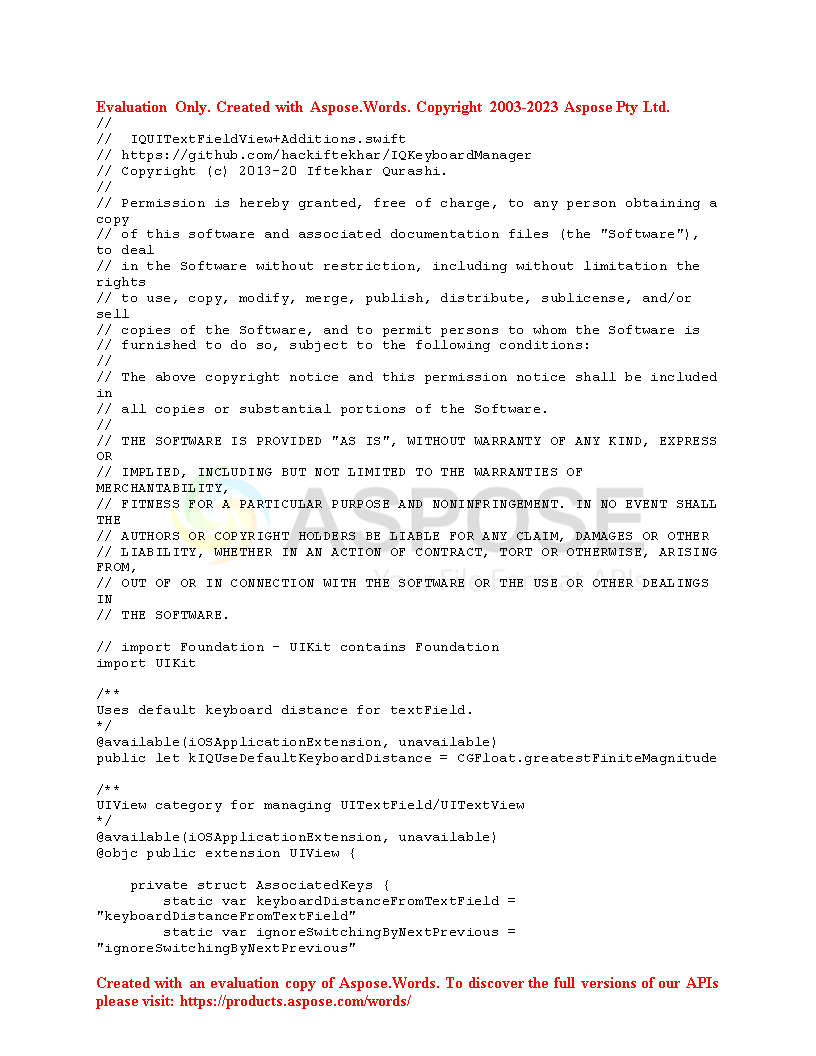 Evaluation Only. Created with Aspose.Words. Copyright 2003-2023 Aspose Pty Ltd.
//
//  IQUITextFieldView+Additions.swift
// https://github.com/hackiftekhar/IQKeyboardManager
// Copyright (c) 2013-20 Iftekhar Qurashi.
//
// Permission is hereby granted, free of charge, to any person obtaining a
copy
// of this software and associated documentation files (the "Software"),
to deal
// in the Software without restriction, including without limitation the
rights
// to use, copy, modify, merge, publish, distribute, sublicense, and/or
sell
// copies of the Software, and to permit persons to whom the Software is
// furnished to do so, subject to the following conditions:
//
// The above copyright notice and this permission notice shall be included
in
// all copies or substantial portions of the Software.
//
// THE SOFTWARE IS PROVIDED "AS IS", WITHOUT WARRANTY OF ANY KIND, EXPRESS
OR
// IMPLIED, INCLUDING BUT NOT LIMITED TO THE WARRANTIES OF
MERCHANTABILITY,
// FITNESS FOR A PARTICULAR PURPOSE AND NONINFRINGEMENT. IN NO EVENT SHALL
THE
// AUTHORS OR COPYRIGHT HOLDERS BE LIABLE FOR ANY CLAIM, DAMAGES OR OTHER
// LIABILITY, WHETHER IN AN ACTION OF CONTRACT, TORT OR OTHERWISE, ARISING
FROM,
// OUT OF OR IN CONNECTION WITH THE SOFTWARE OR THE USE OR OTHER DEALINGS
IN
// THE SOFTWARE.
ASPOSE
Your File Format APIs

// import Foundation - UIKit contains Foundation
import UIKit

/**
Uses default keyboard distance for textField.
*/
@available(iOSApplicationExtension, unavailable)
public let kIQUseDefaultKeyboardDistance = CGFloat.greatestFiniteMagnitude

/**
UIView category for managing UITextField/UITextView
*/
@available(iOSApplicationExtension, unavailable)
@objc public extension UIView {

    private struct AssociatedKeys {
        static var keyboardDistanceFromTextField =
"keyboardDistanceFromTextField"
        static var ignoreSwitchingByNextPrevious =
"ignoreSwitchingByNextPrevious"

Created with an evaluation copy of Aspose.Words. To discover the full versions of our APIs
please visit: https://products.aspose.com/words/